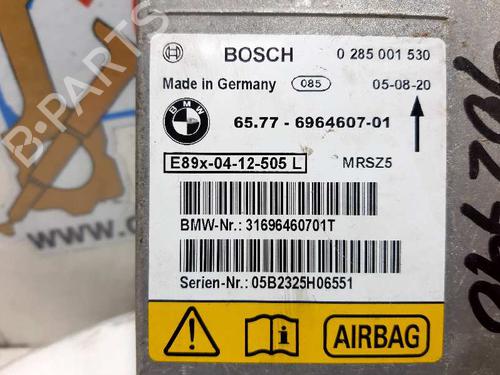 BOSCH 0 285 001 530
Made in Germany 085 05-08-20
BMW 65.77 - 6964607-01
E89x-04-12-505 L MRSZ5
BMW-Nr.: 31696460701T
Serien-Nr.: 05B2325H06551
AIRBAG
B-PARTS